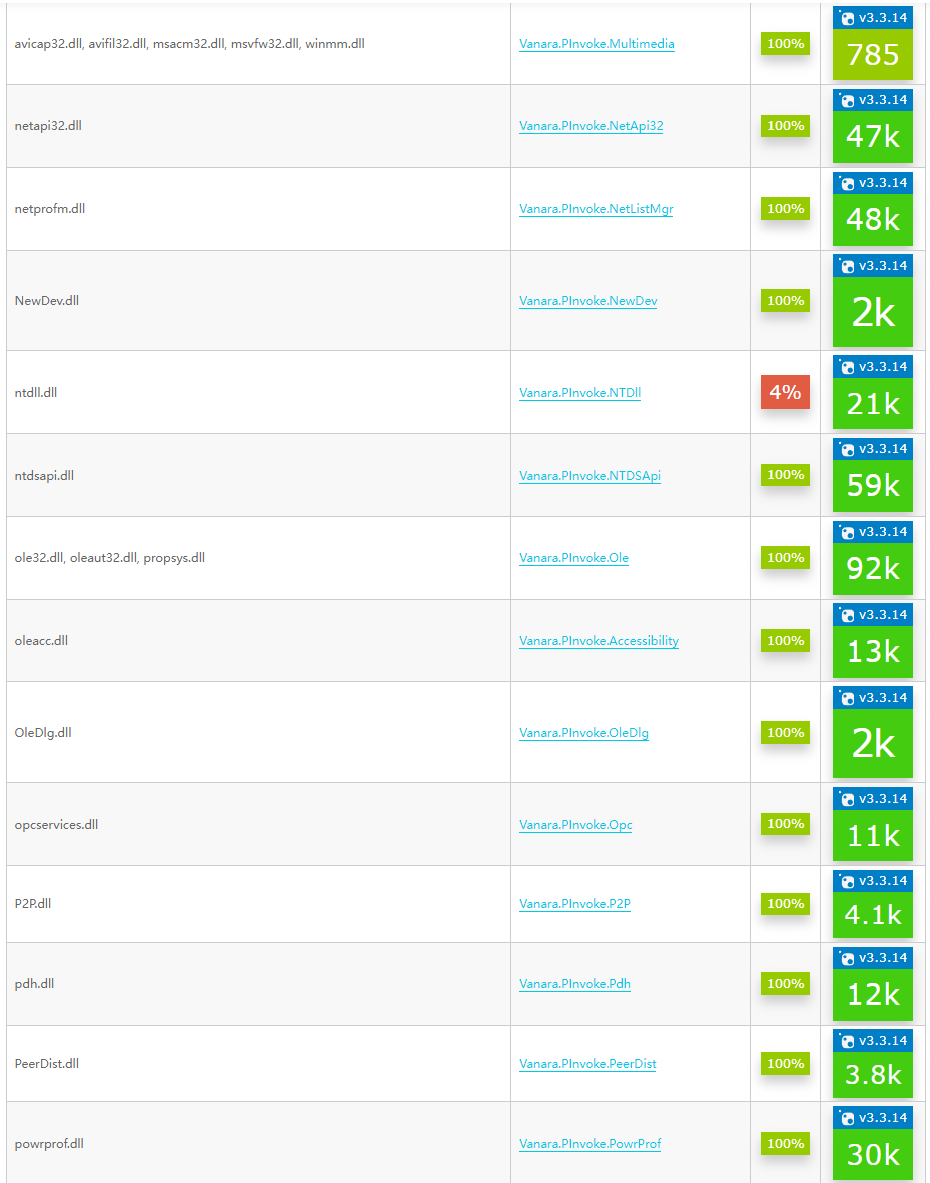 avicap32.dll, avifil32.dll, msacm32.dll, msvfw32.dll, winmm.dll Vanara.PInvoke.Multimedia 100% v3.3.14
785
netapi32.dll Vanara.PInvoke.NetApi32 100% v3.3.14
47k
netprofm.dll Vanara.PInvoke.NetListMgr 100% v3.3.14
48k
NewDev.dll Vanara.PInvoke.NewDev 100% v3.3.14
2k
ntdll.dll Vanara.PInvoke.NTDll 4% v3.3.14
21k
ntdsapi.dll Vanara.PInvoke.NTDSApi 100% v3.3.14
59k
ole32.dll, oleaut32.dll, propsys.dll Vanara.PInvoke.Ole 100% v3.3.14
92k
oleacc.dll Vanara.PInvoke.Accessibility 100% v3.3.14
13k
OleDlg.dll Vanara.PInvoke.OleDlg 100% v3.3.14
2k
opcservices.dll Vanara.PInvoke.Opc 100% v3.3.14
11k
P2P.dll Vanara.PInvoke.P2P 100% v3.3.14
4.1k
pdh.dll Vanara.PInvoke.Pdh 100% v3.3.14
12k
PeerDist.dll Vanara.PInvoke.PeerDist 100% v3.3.14
3.8k
powrprof.dll Vanara.PInvoke.PowrProf 100% v3.3.14
30k